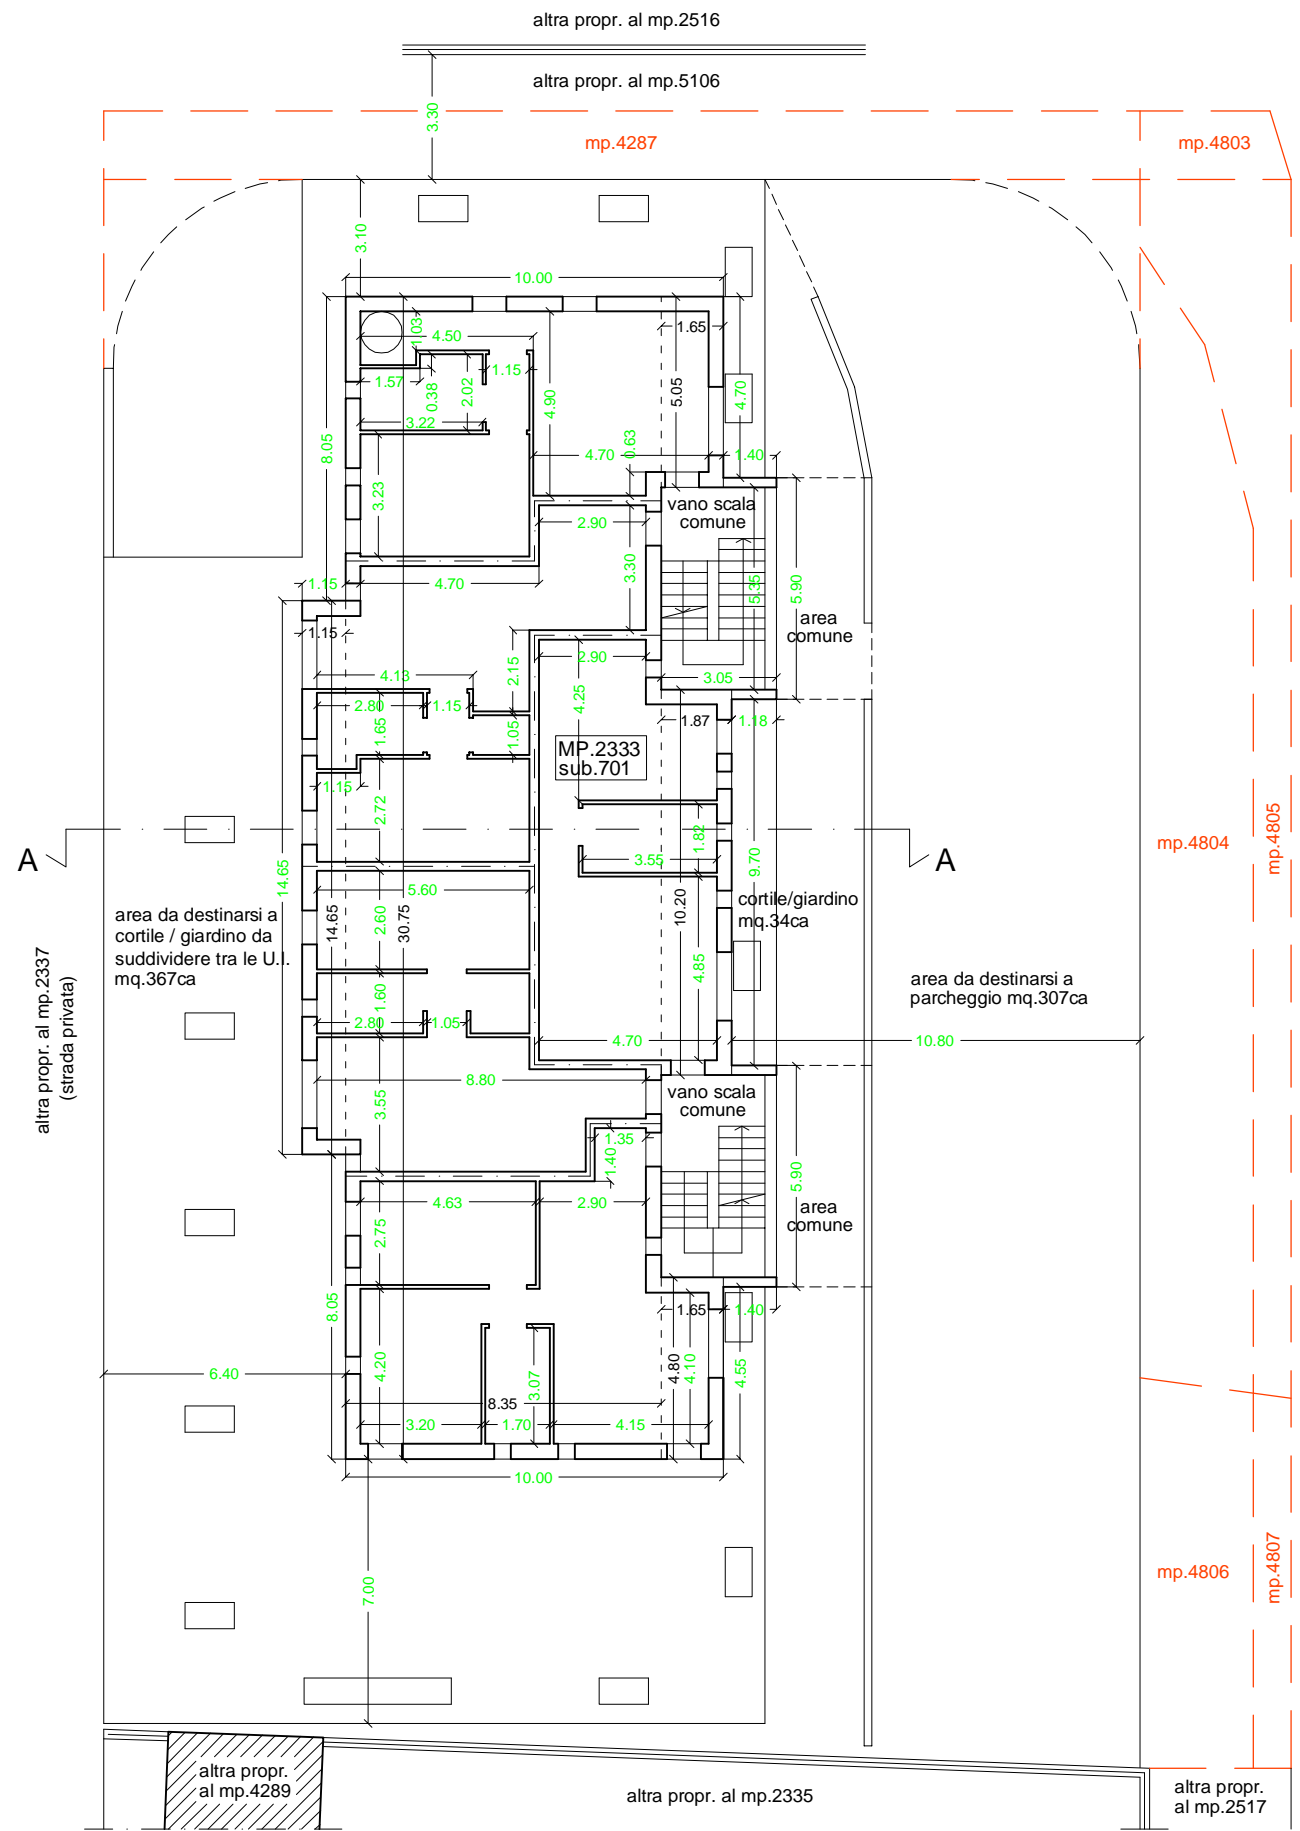 altra propr. al mp.2516
altra propr. al mp.5106
3.30
mp.4287
mp.4803
3.10
10.00
1.03
4.50
1.65
1.15
1.57
0.38
2.02
4.90
5.05
4.70
3.22
8.05
0.63
4.70
1.40
3.23
vano scala
comune
2.90
3.30
5.35
5.90
1.15
4.70
area
comune
1.15
2.90
4.13
2.15
4.25
3.05
2.80
1.15
1.65
1.05
1.87
1.18
MP.2333
sub.701
1.15
2.72
1.82
A
A
3.55
9.70
mp.4804
mp.4805
14.65
14.65
30.75
5.60
10.20
cortile/giardino
mq.34ca
area da destinarsi a
cortile / giardino da
suddividere tra le U.I.
mq.367ca
2.60
4.85
altra propr. al mp.2337
(strada privata)
area da destinarsi a
parcheggio mq.307ca
1.60
2.80
1.05
4.70
10.80
8.80
vano scala
comune
3.55
1.35
1.40
5.90
4.63
2.90
area
comune
2.75
8.05
1.65
1.40
6.40
4.20
3.07
4.80
4.10
4.55
8.35
3.20
1.70
4.15
10.00
7.00
mp.4806
mp.4807
altra propr.
al mp.4289
altra propr. al mp.2335
altra propr.
al mp.2517